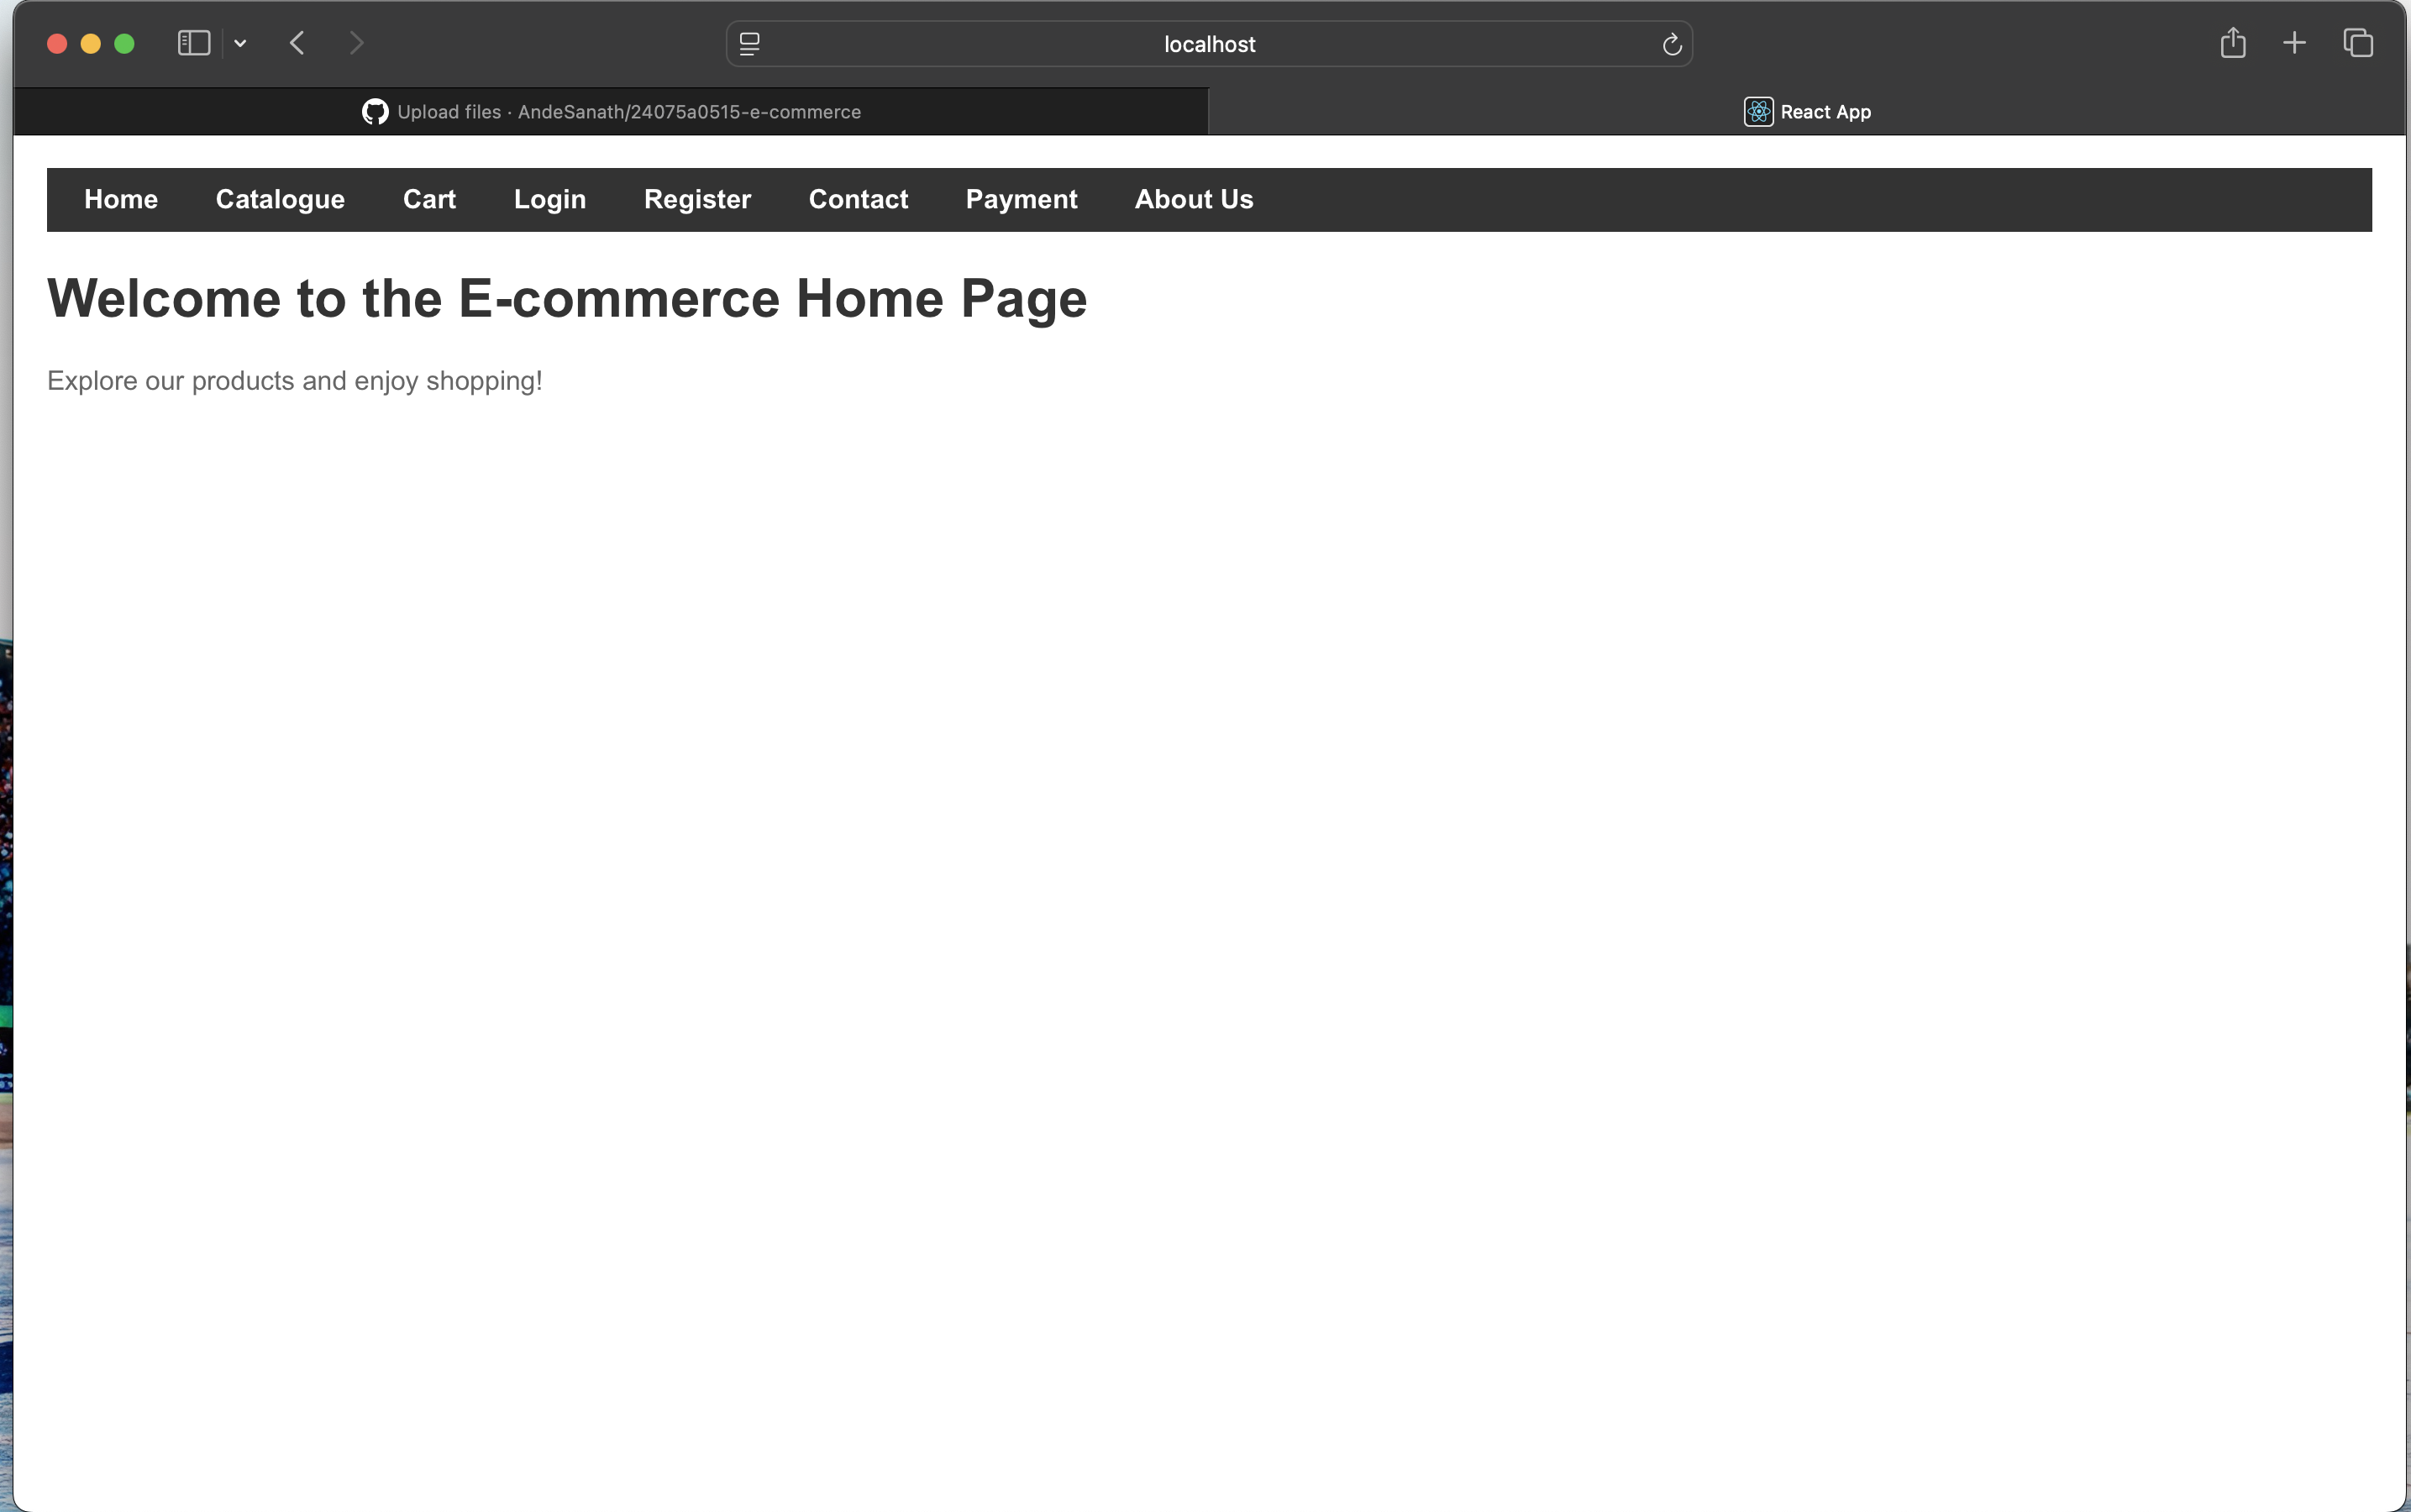 localhost
Upload files · AndeSanath/24075a0515-e-commerce
React App
Home Catalogue Cart Login Register Contact Payment About Us
Welcome to the E-commerce Home Page
Explore our products and enjoy shopping!